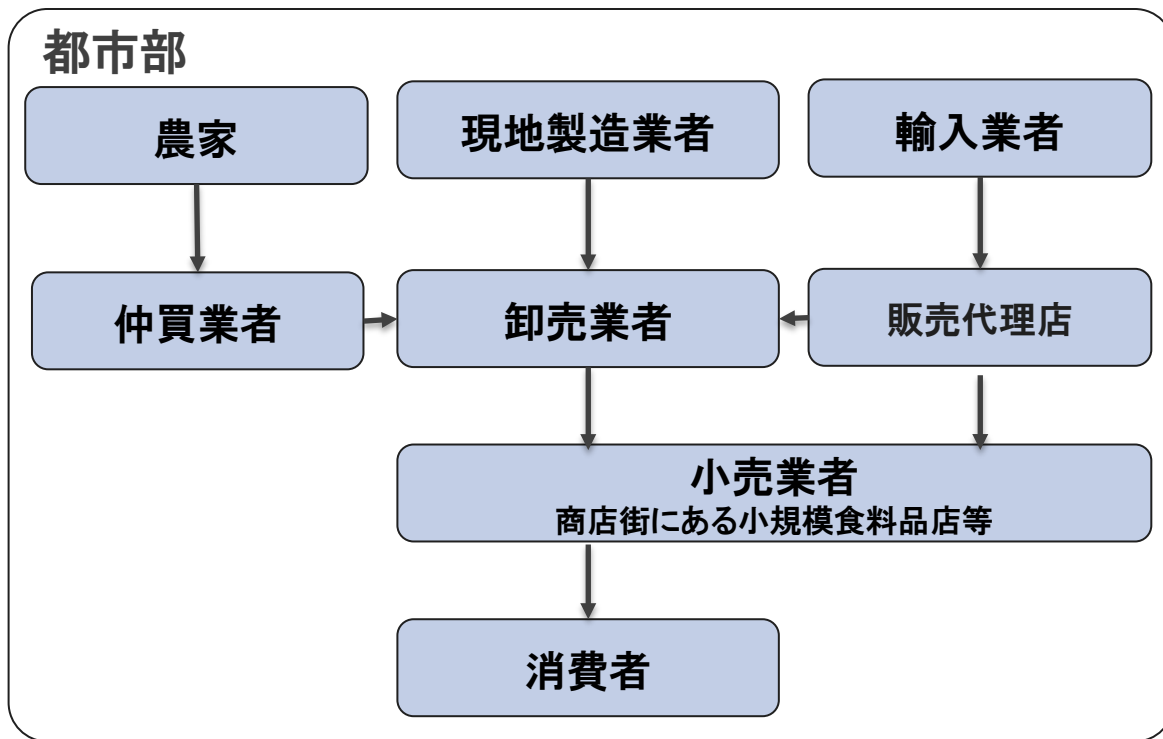 都市部
農家
現地製造業者
輸入業者
仲買業者
卸売業者
販売代理店
小売業者
商店街にある小規模食料品店等
消費者